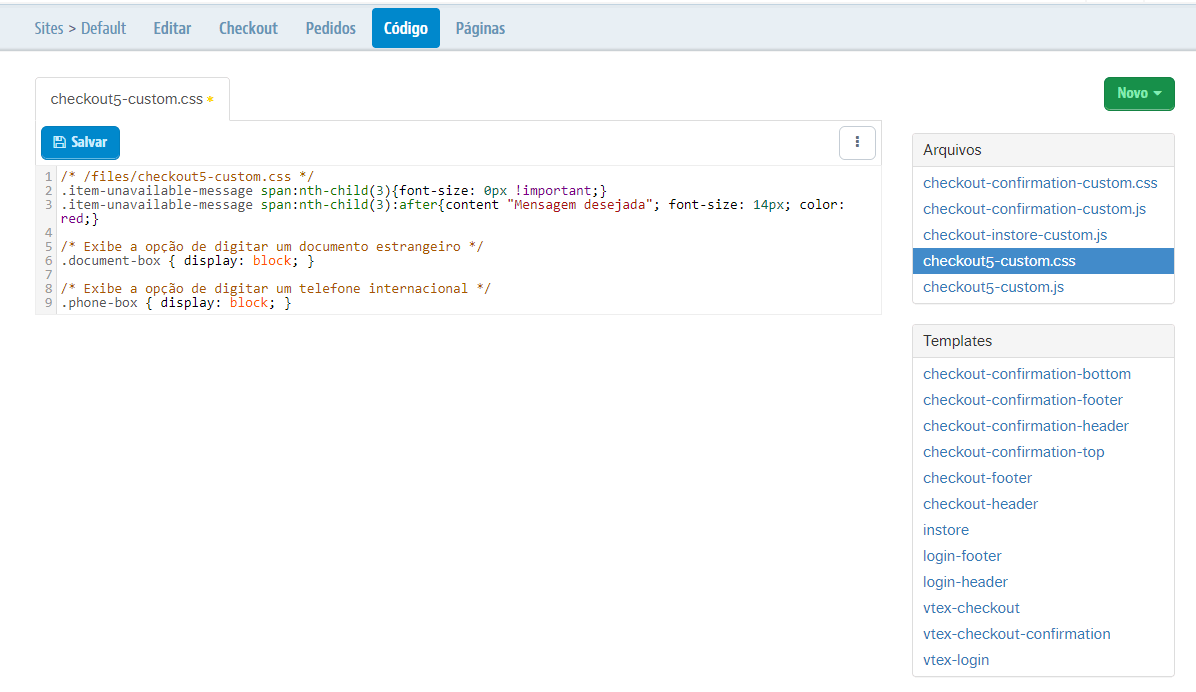 Sites > Default Editar Checkout Pedidos Código Páginas
checkout5-custom.css *
Novo
Salvar
1 /* /files/checkout5-custom.css */
2 .item-unavailable-message span:nth-child(3){font-size: 0px !important;}
3 .item-unavailable-message span:nth-child(3):after{content "Mensagem desejada"; font-size: 14px; color:
red;}
4
5 /* Exibe a opção de digitar um documento estrangeiro */
6 .document-box { display: block; }
7
8 /* Exibe a opção de digitar um telefone internacional */
9 .phone-box { display: block; }
Arquivos
checkout-confirmation-custom.css
checkout-confirmation-custom.js
checkout-instore-custom.js
checkout5-custom.css
checkout5-custom.js
Templates
checkout-confirmation-bottom
checkout-confirmation-footer
checkout-confirmation-header
checkout-confirmation-top
checkout-footer
checkout-header
instore
login-footer
login-header
vtex-checkout
vtex-checkout-confirmation
vtex-login